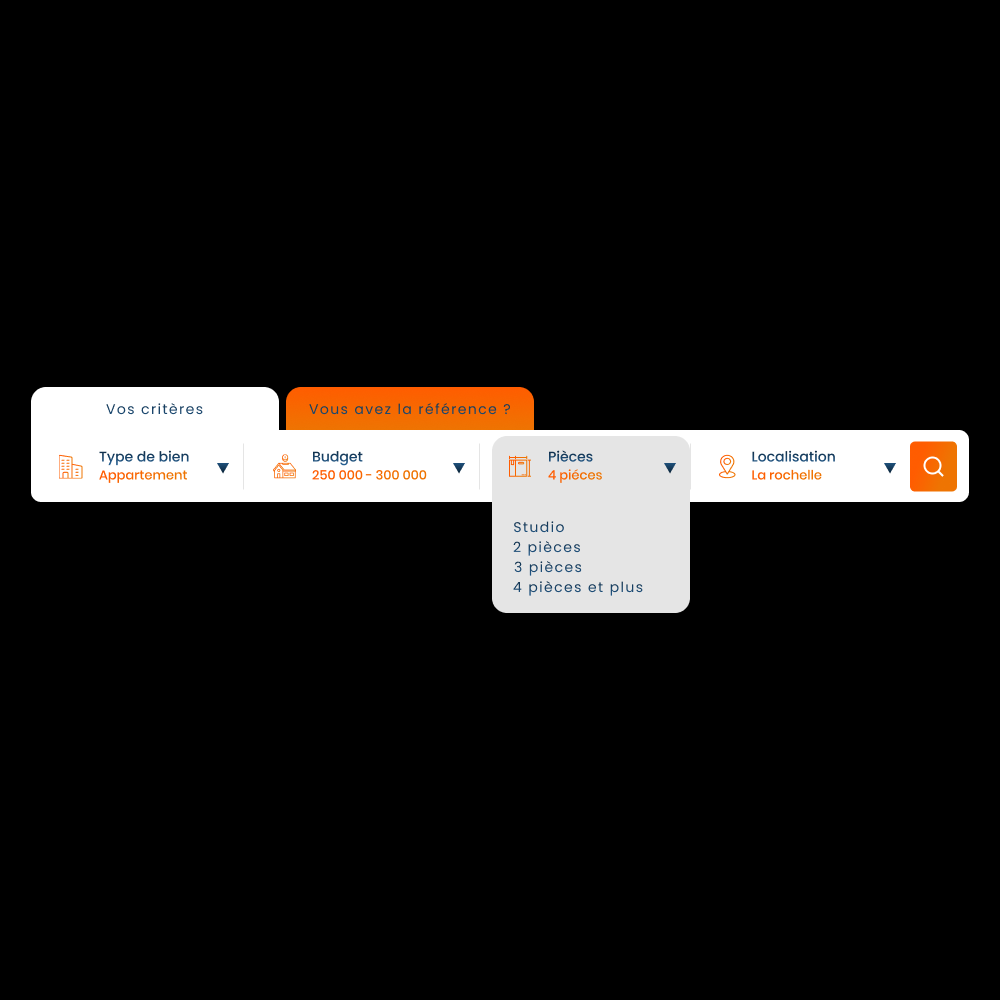 Vos critères
Vous avez la référence ?
Type de bien
Appartement
Budget
250 000 - 300 000
Pièces
4 piéces
Localisation
La rochelle
Studio
2 pièces
3 pièces
4 pièces et plus